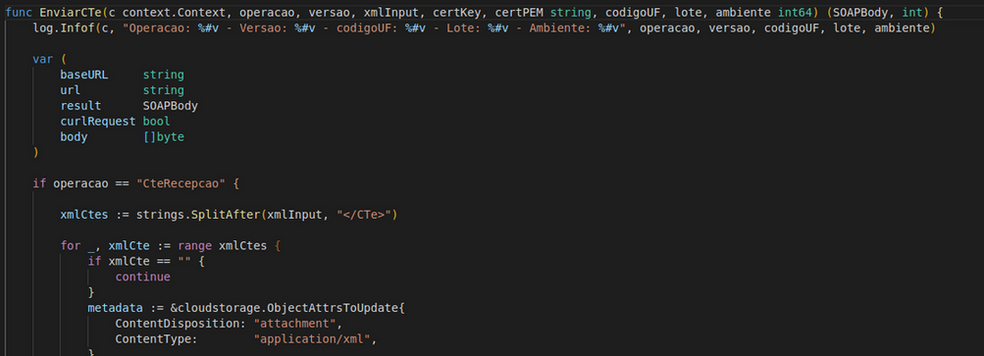 func EnviarCTe(c context.Context, operacao, versao, xmlInput, certKey, certPEM string, codigoUF, lote, ambiente int64) (SOAPBody, int) {
    log.Infof(c, "Operacao: %#v - Versao: %#v - codigoUF: %#v - Lote: %#v - Ambiente: %#v", operacao, versao, codigoUF, lote, ambiente)
    var (
        baseURL     string
        url         string
        result      SOAPBody
        curlRequest bool
        body        []byte
    )
    if operacao == "CteRecepcao" {
        xmlCtes := strings.SplitAfter(xmlInput, "</CTe>")
        for _, xmlCte := range xmlCtes {
            if xmlCte == "" {
                continue
            }
            metadata := &cloudstorage.ObjectAttrsToUpdate{
                ContentDisposition: "attachment",
                ContentType:        "application/xml",
            }